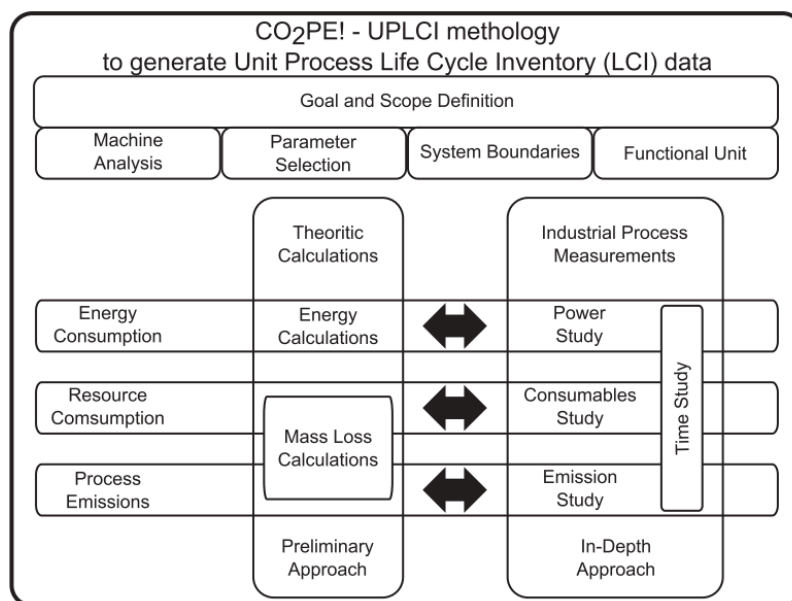 CO2PE! - UPLCI methology
to generate Unit Process Life Cycle Inventory (LCI) data
Goal and Scope Definition
Machine
Analysis
Parameter
Selection
System Boundaries
Functional Unit
Theoritic
Calculations
Industrial Process
Measurements
Energy
Consumption
Energy
Calculations
Power
Study
Resource
Comsumption
Mass Loss
Calculations
Consumables
Study
Time Study
Process
Emissions
Emission
Study
Preliminary
Approach
In-Depth
Approach